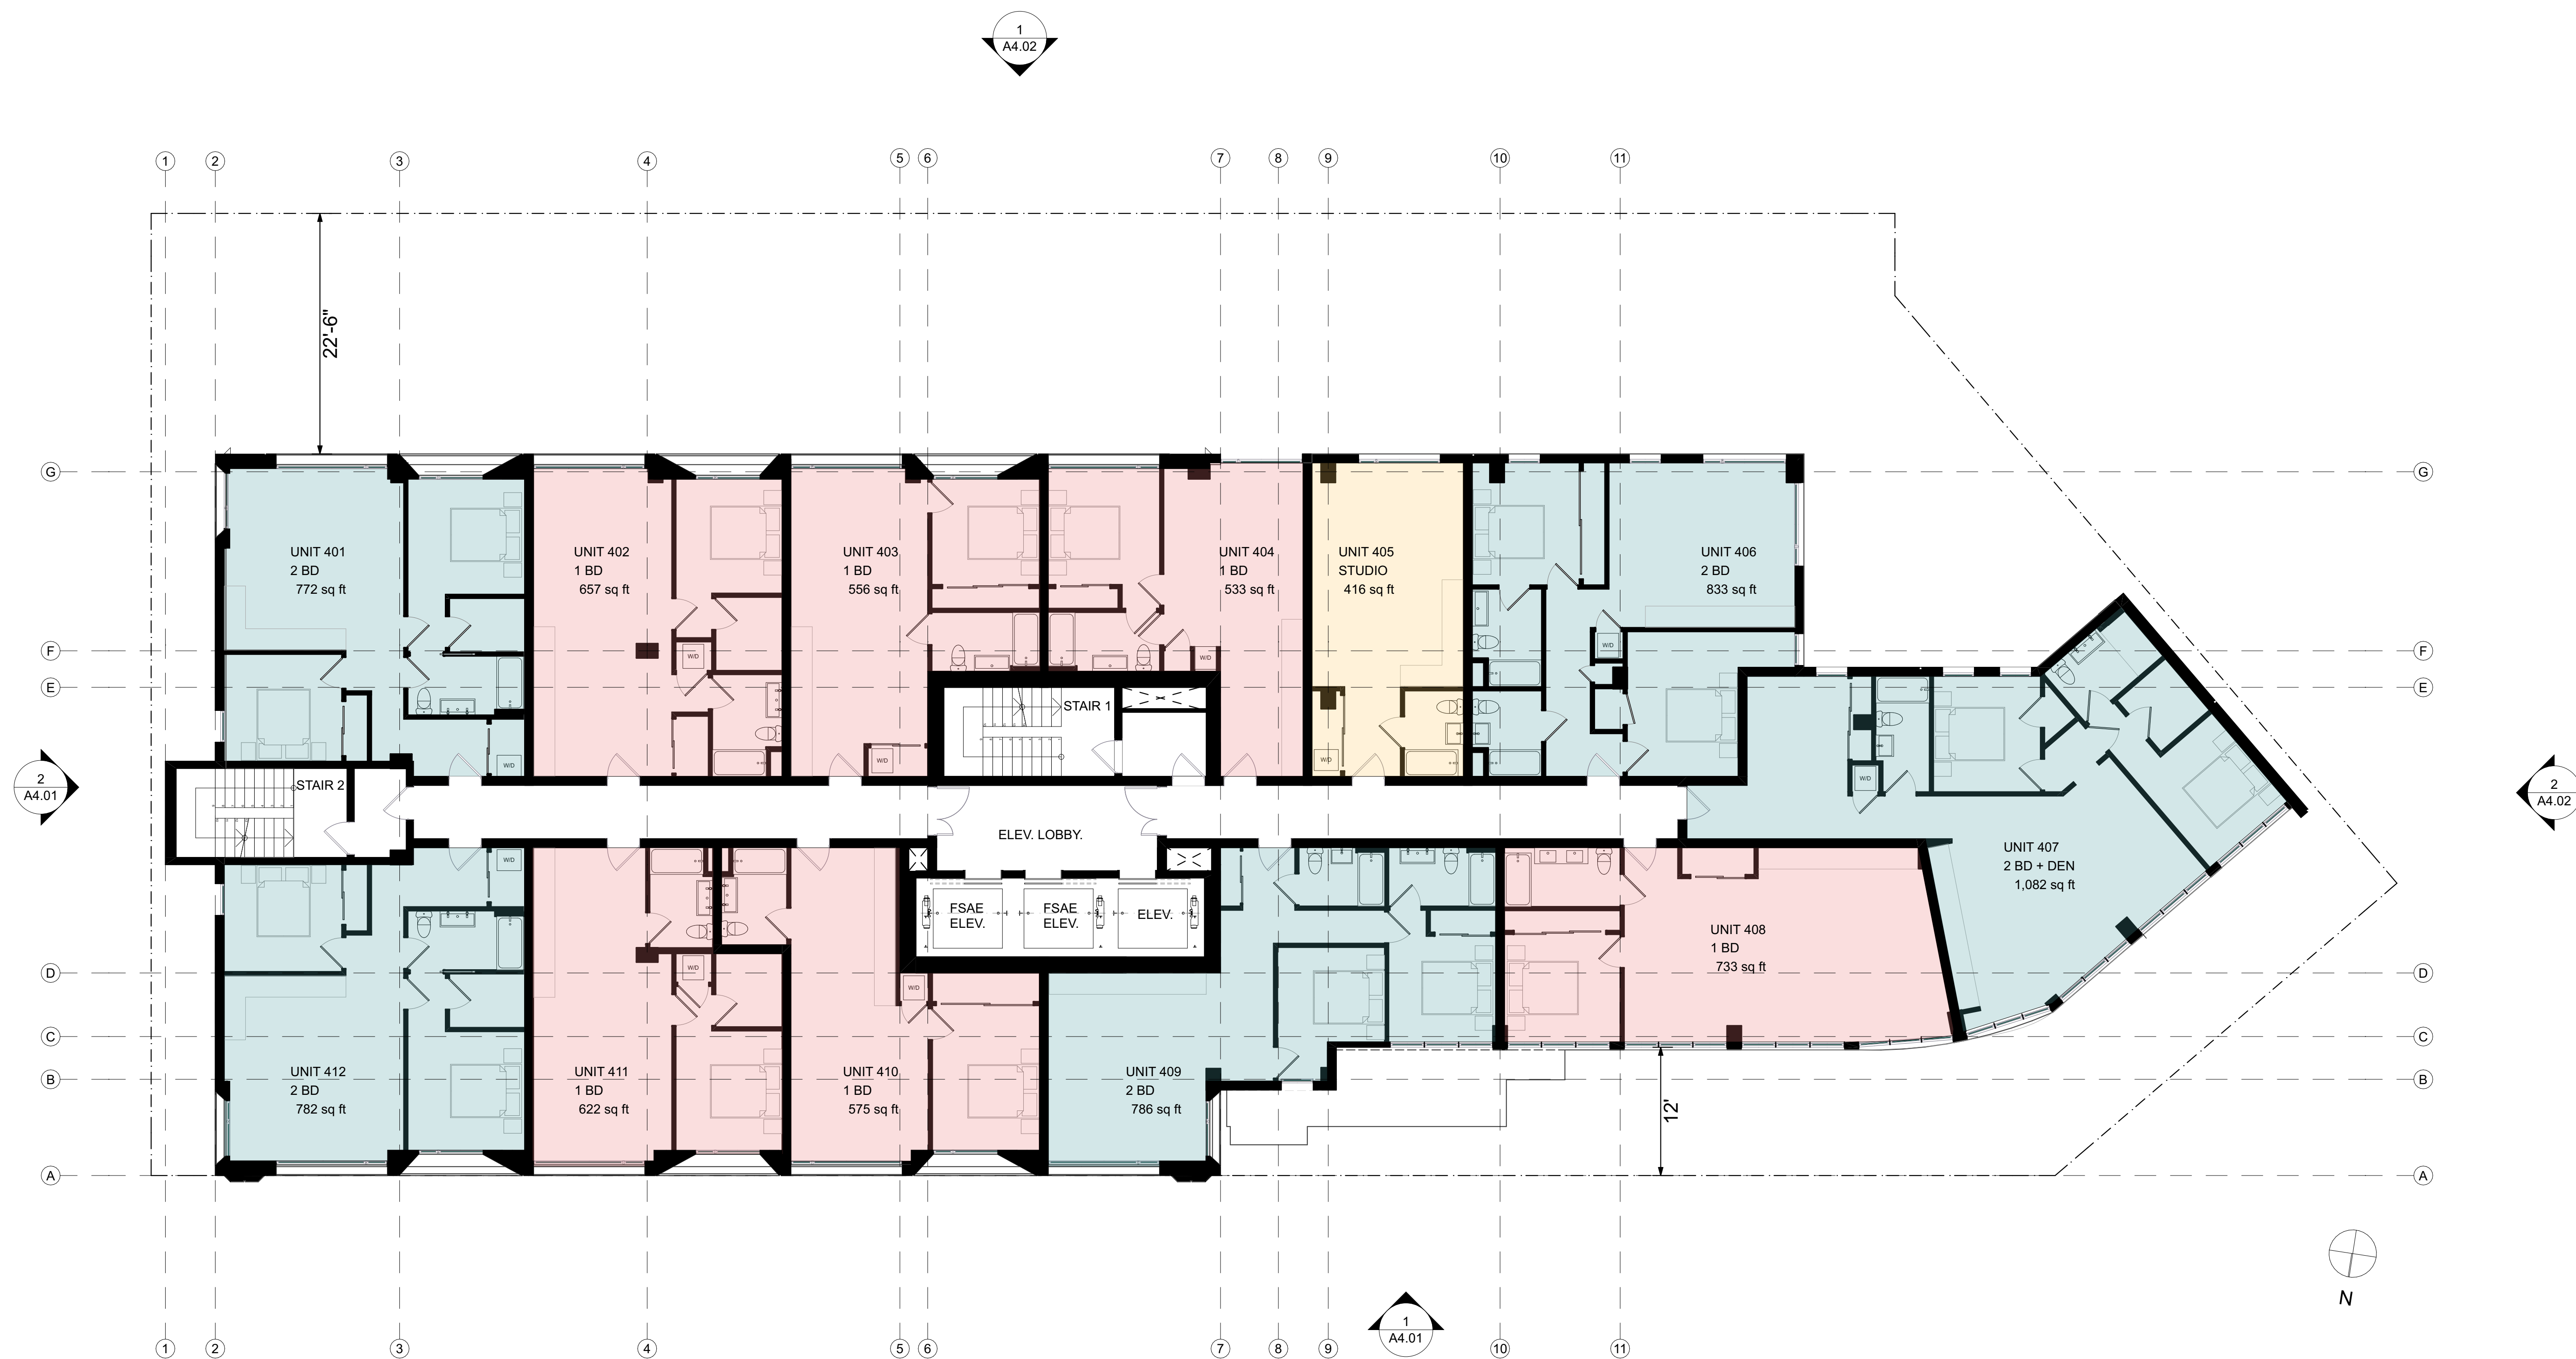 1
A4.02
1
2
3
4
5
6
7
8
9
10
11
22'-6"
G
G
UNIT 401
2 BD
772 sq ft
UNIT 402
1 BD
657 sq ft
UNIT 403
1 BD
556 sq ft
UNIT 404
1 BD
533 sq ft
UNIT 405
STUDIO
416 sq ft
UNIT 406
2 BD
833 sq ft
F
W/D
W/D
W/D
F
E
E
STAIR 1
W/D
W/D
W/D
W/D
2
A4.01
STAIR 2
2
A4.02
ELEV. LOBBY.
W/D
UNIT 407
2 BD + DEN
1,082 sq ft
FSAE
ELEV.
FSAE
ELEV.
ELEV.
UNIT 408
1 BD
733 sq ft
D
W/D
W/D
D
C
C
UNIT 412
2 BD
782 sq ft
UNIT 411
1 BD
622 sq ft
UNIT 410
1 BD
575 sq ft
UNIT 409
2 BD
786 sq ft
B
B
12'
A
A
N
1
A4.01
1
2
3
4
5
6
7
8
9
10
11